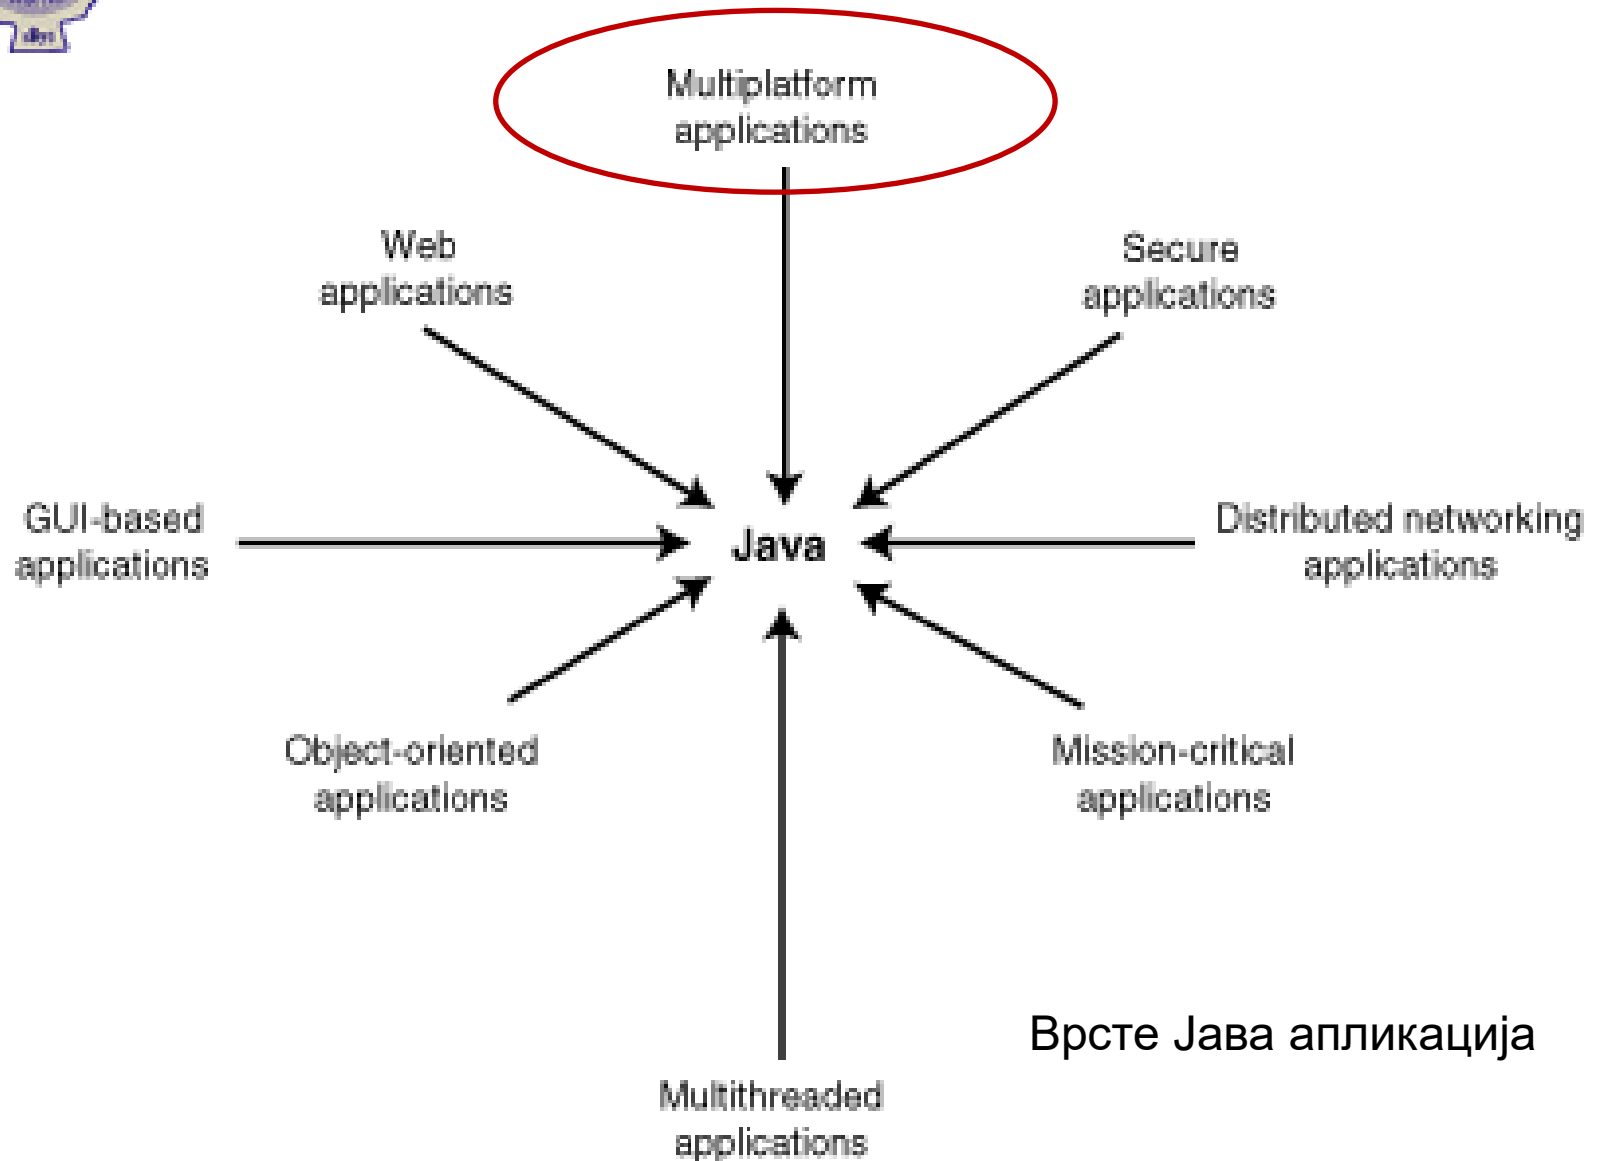 Multiplatform
applications
Web
applications
Secure
applications
GUI-based
applications
Java
Distributed networking
applications
Object-oriented
applications
Mission-critical
applications
Врсте Јава апликација
Multithreaded
applications